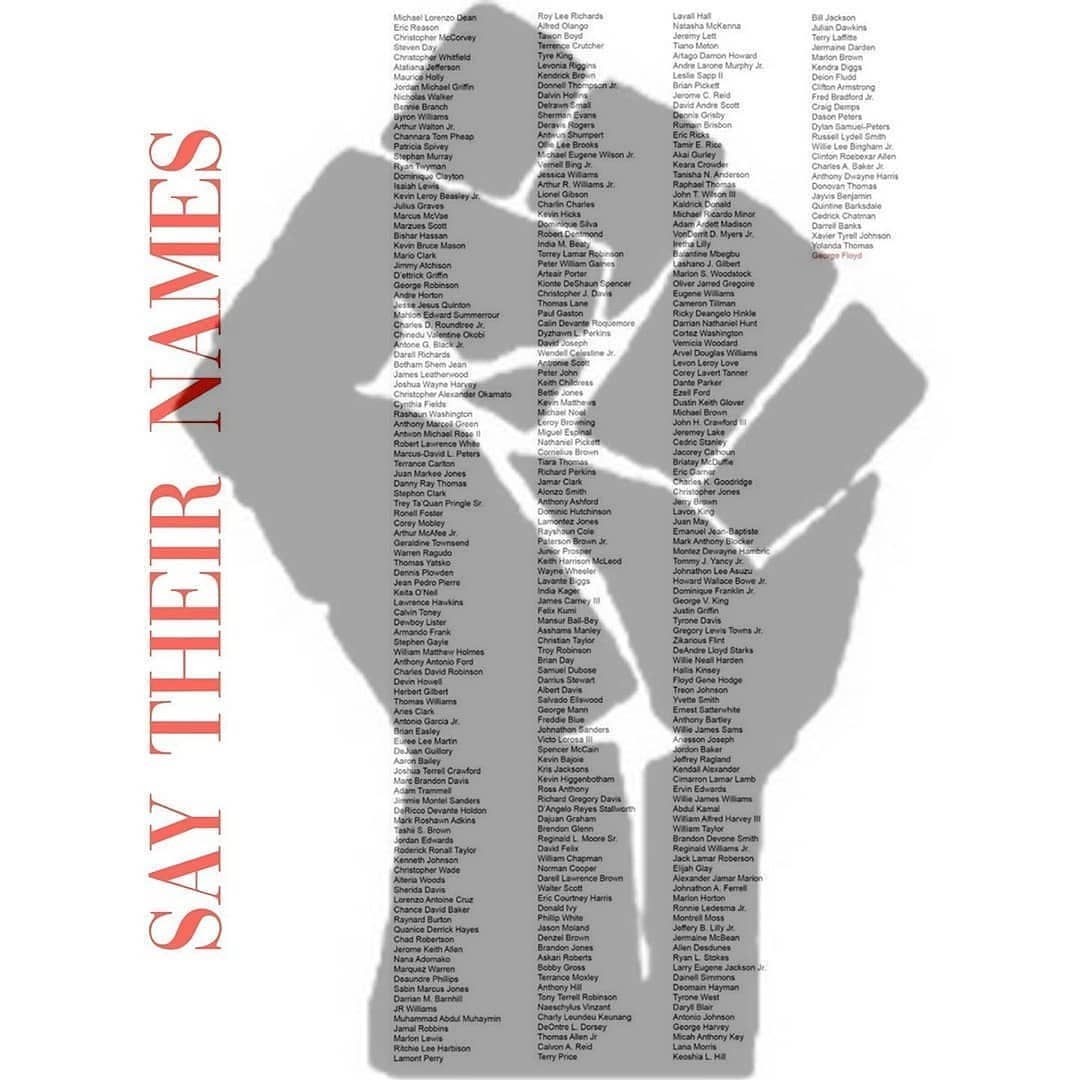 SAY THEIR NAMES
Michael Lorenzo Dean
Eric Reason
Christopher McCorvey
Steven Day
Christopher Whitfield
Atatiana Jefferson
Maurice Holly
Jordan Michael Griffin
Nicholas Walker
Bennie Branch
Byron Williams
Arthur Walton Jr.
Channara Tom Pheap
Patricia Spivey
Stephan Murray
Ryan Twyman
Dominique Clayton
Isaiah Lewis
Kevin Leroy Beasley Jr.
Julius Graves
Marcus McVae
Marzues Scott
Bishar Hassan
Kevin Bruce Mason
Mario Clark
Jimmy Atchison
D'ettrick Griffin
George Robinson
Andre Horton
Jesse Jesus Quinton
Mahlon Edward Summerrour
Charles D. Roundtree Jr.
Chinedu Valentine Okobi
Antone G. Black Jr.
Darell Richards
Botham Shem Jean
James Leatherwood
Joshua Wayne Harvey
Christopher Alexander Okamato
Cynthia Fields
Rashaun Washington
Anthony Marcell Green
Antwon Michael Rose II
Robert Lawrence White
Marcus-David L. Peters
Terrance Carlton
Juan Markee Jones
Danny Ray Thomas
Stephon Clark
Trey Ta'Quan Pringle Sr.
Ronell Foster
Corey Mobley
Arthur McAfee Jr.
Geraldine Townsend
Warren Ragudo
Thomas Yatsko
Dennis Plowden
Jean Pedro Pierre
Keita O'Neil
Lawrence Hawkins
Calvin Toney
Dewboy Lister
Armando Frank
Stephen Gayle
William Matthew Holmes
Anthony Antonio Ford
Charles David Robinson
Devin Howell
Herbert Gilbert
Thomas Williams
Aries Clark
Antonio Garcia Jr.
Brian Easley
Euree Lee Martin
DeJuan Guillory
Aaron Bailey
Joshua Terrell Crawford
Marc Brandon Davis
Adam Trammell
Jimmie Montel Sanders
DeRicco Devante Holdon
Mark Roshawn Adkins
Tashii S. Brown
Jordan Edwards
Roderick Ronall Taylor
Kenneth Johnson
Christopher Wade
Alteria Woods
Sherida Davis
Lorenzo Antoine Cruz
Chance David Baker
Raynard Burton
Quanice Derrick Hayes
Chad Robertson
Jerome Keith Allen
Nana Adomako
Marquez Warren
Deaundre Phillips
Sabin Marcus Jones
Darrian M. Barnhill
JR Williams
Muhammad Abdul Muhaymin
Jamal Robbins
Marlon Lewis
Ritchie Lee Harbison
Lamont Perry
Roy Lee Richards
Alfred Olango
Tawon Boyd
Terrence Crutcher
Tyre King
Levonia Riggins
Kendrick Brown
Donnell Thompson Jr.
Dalvin Hollins
Delrawn Small
Sherman Evans
Deravis Rogers
Antwun Shumpert
Ollie Lee Brooks
Michael Eugene Wilson Jr.
Vernell Bing Jr.
Jessica Williams
Arthur R. Williams Jr.
Lionel Gibson
Charlin Charles
Kevin Hicks
Dominique Silva
Robert Dentmond
India M. Beaty
Torrey Lamar Robinson
Peter William Gaines
Arteair Porter
Kionte DeShaun Spencer
Christopher J. Davis
Thomas Lane
Paul Gaston
Calin Devante Roquemore
Dyzhawn L. Perkins
David Joseph
Wendell Celestine Jr.
Antronie Scott
Peter John
Keith Childress
Bettie Jones
Kevin Matthews
Michael Noel
Leroy Browning
Miguel Espinal
Nathaniel Pickett
Cornelius Brown
Tiara Thomas
Richard Perkins
Jamar Clark
Alonzo Smith
Anthony Ashford
Dominic Hutchinson
Lamontez Jones
Rayshaun Cole
Paterson Brown Jr.
Junior Prosper
Keith Harrison McLeod
Wayne Wheeler
Lavante Biggs
India Kager
James Carney III
Felix Kumi
Mansur Ball-Bey
Asshams Manley
Christian Taylor
Troy Robinson
Brian Day
Samuel Dubose
Darrius Stewart
Albert Davis
Salvado Ellswood
George Mann
Freddie Blue
Johnathan Sanders
Victo Lorosa III
Spencer McCain
Kevin Bajoie
Kris Jacksons
Kevin Higgenbotham
Ross Anthony
Richard Gregory Davis
D'Angelo Reyes Stallworth
Dajuan Graham
Brendon Glenn
Reginald L. Moore Sr.
David Felix
William Chapman
Norman Cooper
Darell Lawrence Brown
Walter Scott
Eric Courtney Harris
Donald Ivy
Phillip White
Jason Moland
Denzel Brown
Brandon Jones
Askari Roberts
Bobby Gross
Terrance Moxley
Anthony Hill
Tony Terrell Robinson
Naeschylus Vinzant
Charly Leundeu Keunang
DeOntre L. Dorsey
Thomas Allen Jr
Calvon A. Reid
Terry Price
Lavall Hall
Natasha McKenna
Jeremy Lett
Tiano Meton
Artago Damon Howard
Andre Larone Murphy Jr.
Leslie Sapp II
Brian Pickett
Jerome C. Reid
David Andre Scott
Dennis Grisby
Rumain Brisbon
Eric Ricks
Tamir E. Rice
Akai Gurley
Keara Crowder
Tanisha N. Anderson
Raphael Thomas
John T. Wilson III
Kaldrick Donald
Michael Ricardo Minor
Adam Ardett Madison
VonDerrit D. Myers Jr.
Iretha Lilly
Balantine Mbegbu
Lashano J. Gilbert
Marlon S. Woodstock
Oliver Jarred Gregoire
Eugene Williams
Cameron Tillman
Ricky Deangelo Hinkle
Darrian Nathaniel Hunt
Cortez Washington
Vernicia Woodard
Arvel Douglas Williams
Levon Leroy Love
Corey Lavert Tanner
Dante Parker
Ezell Ford
Dustin Keith Glover
Michael Brown
John H. Crawford III
Jeremey Lake
Cedric Stanley
Jacorey Calhoun
Briatay McDuffie
Eric Garner
Charles K. Goodridge
Christopher Jones
Jerry Brown
Lavon King
Juan May
Emanuel Jean-Baptiste
Mark Anthony Blocker
Montez Dewayne Hambric
Tommy J. Yancy Jr.
Johnathon Lee Asuzu
Howard Wallace Bowe Jr.
Dominique Franklin Jr.
George V. King
Justin Griffin
Tyrone Davis
Gregory Lewis Towns Jr.
Zikarious Flint
DeAndre Lloyd Starks
Willie Neall Harden
Hallis Kinsey
Floyd Gene Hodge
Treon Johnson
Yvette Smith
Ernest Satterwhite
Anthony Bartley
Willie James Sams
Anesson Joseph
Jordon Baker
Jeffrey Ragland
Kendall Alexander
Cimarron Lamar Lamb
Ervin Edwards
Willie James Williams
Abdul Kamal
William Alfred Harvey III
William Taylor
Brandon Devone Smith
Reginald Williams Jr.
Jack Lamar Roberson
Elijah Glay
Alexander Jamar Marion
Johnathon A. Ferrell
Marlon Horton
Ronnie Ledesma Jr.
Montrell Moss
Jeffery B. Lilly Jr.
Jermaine McBean
Allen Desdunes
Ryan L. Stokes
Larry Eugene Jackson Jr.
Dainell Simmons
Deomain Hayman
Tyrone West
Daryll Blair
Antonio Johnson
George Harvey
Micah Anthony Key
Lana Morris
Keoshia L. Hill
Bill Jackson
Julian Dawkins
Terry Laffitte
Jermaine Darden
Marlon Brown
Kendra Diggs
Deion Fludd
Clifton Armstrong
Fred Bradford Jr.
Craig Demps
Dason Peters
Dylan Samuel-Peters
Russell Lydell Smith
Willie Lee Bingham Jr.
Clinton Roebexar Allen
Charles A. Baker Jr.
Anthony Dwayne Harris
Donovan Thomas
Jayvis Benjamin
Quintine Barksdale
Cedrick Chatman
Darrell Banks
Xavier Tyrell Johnson
Yolanda Thomas
George Floyd